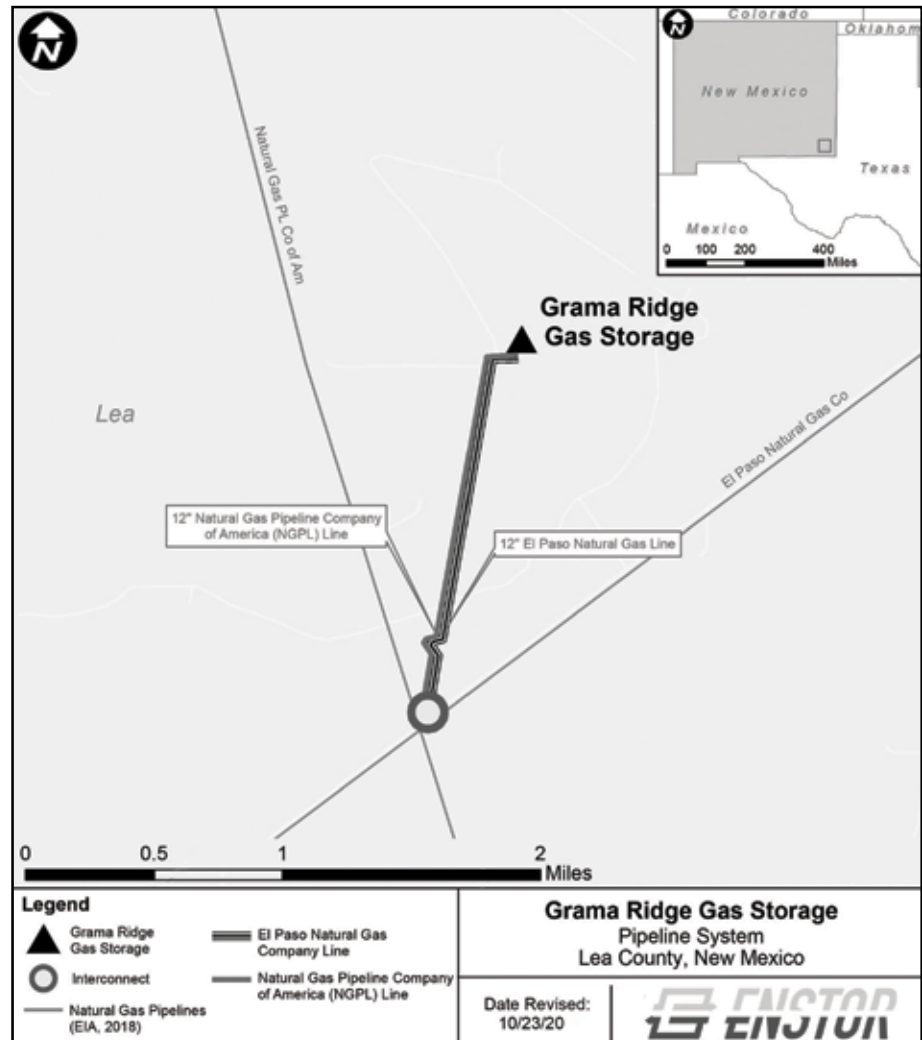 N
N
Colorado
Oklahom
New Mexico
Texas
Mexico
0 100 200 400
Miles
Natural Gas PL Co of Am
Grama Ridge
Gas Storage
Lea
El Paso Natural Gas Co
12" Natural Gas Pipeline Company
of America (NGPL) Line
12" El Paso Natural Gas Line
0 0.5 1 2
Miles
Legend
Grama Ridge
Gas Storage
Interconnect
Natural Gas Pipelines
(EIA, 2018)
El Paso Natural Gas
Company Line
Natural Gas Pipeline Company
of America (NGPL) Line
Grama Ridge Gas Storage
Pipeline System
Lea County, New Mexico
Date Revised:
10/23/20
ENSTOR